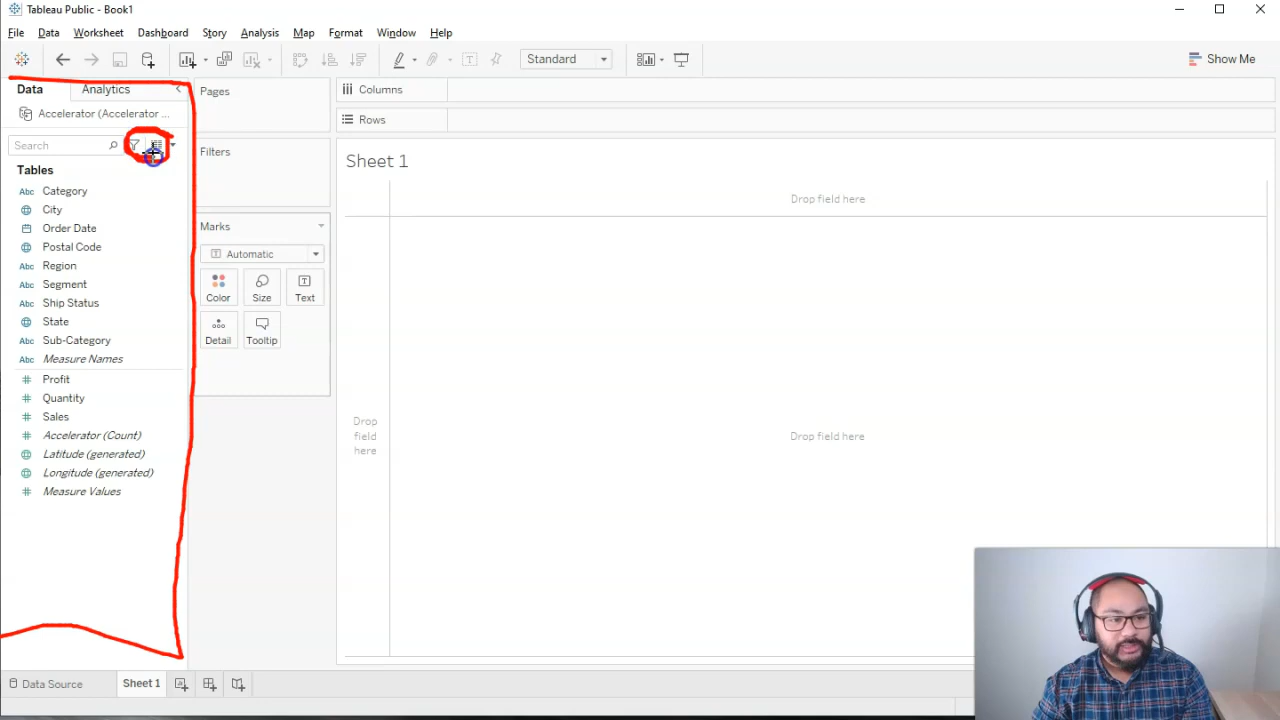 Tableau Public - Book1
File Data Worksheet Dashboard Story Analysis Map Format Window Help
Standard
Show Me
Data Analytics
Pages
Columns
Accelerator (Accelerator ...
Rows
Search
Filters
Sheet 1
Tables
Abc Category
City
Drop field here
Order Date
Marks
Postal Code
Automatic
Abc Region
Abc Segment
Color Size Text
Abc Ship Status
State
Abc Sub-Category
Detail Tooltip
Abc Measure Names
Profit
Quantity
Sales
Drop field here
Drop field here
Accelerator (Count)
Latitude (generated)
Longitude (generated)
Measure Values
Data Source
Sheet 1